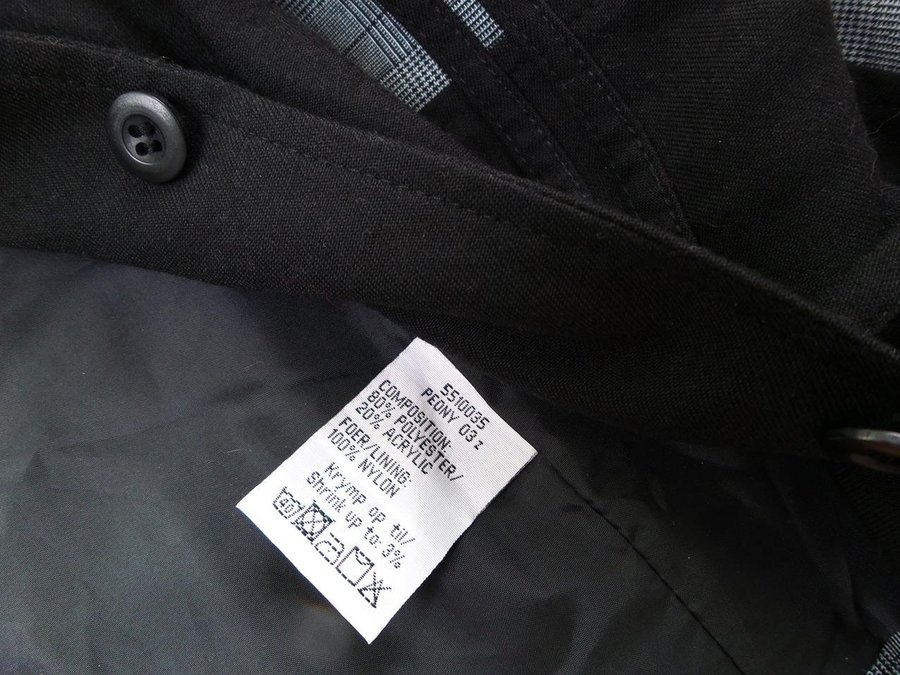 5510035
PEONY 03 z
COMPOSITION:
80% POLYESTER/
20% ACRYLIC
FOER/LINING:
100% NYLON
Krymp op til/
Shrink up to: 3%
40